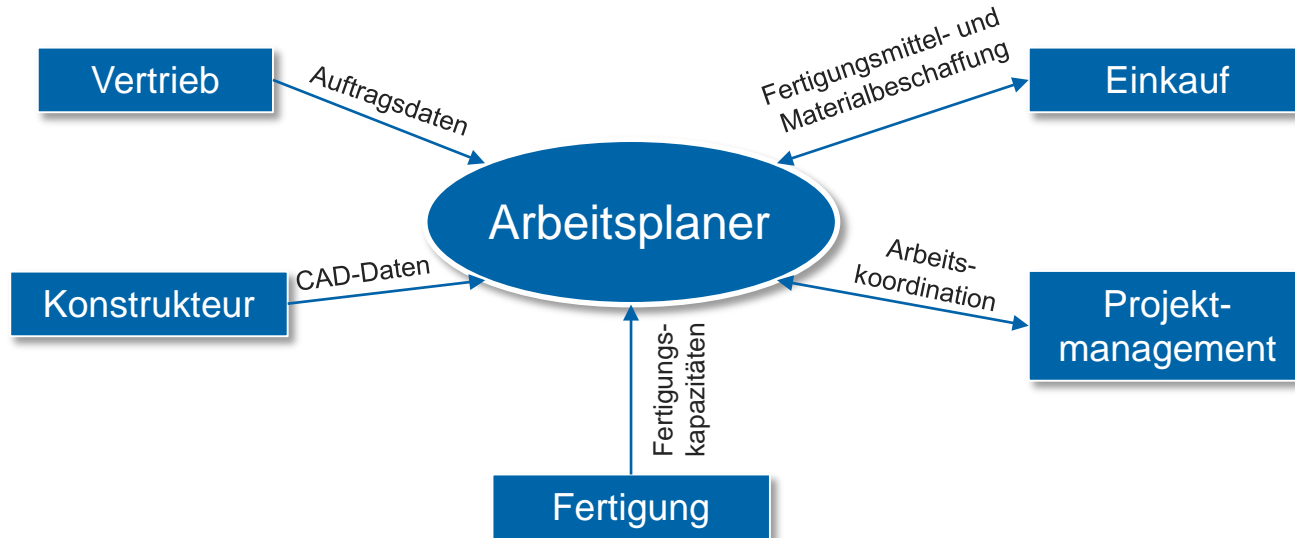 Vertrieb
Auftragsdaten
Fertigungsmittel- und
Materialbeschaffung
Einkauf
Arbeitsplaner
Konstrukteur
CAD-Daten
Arbeits-
koordination
Projekt-
management
Fertigungs-
kapazitäten
Fertigung